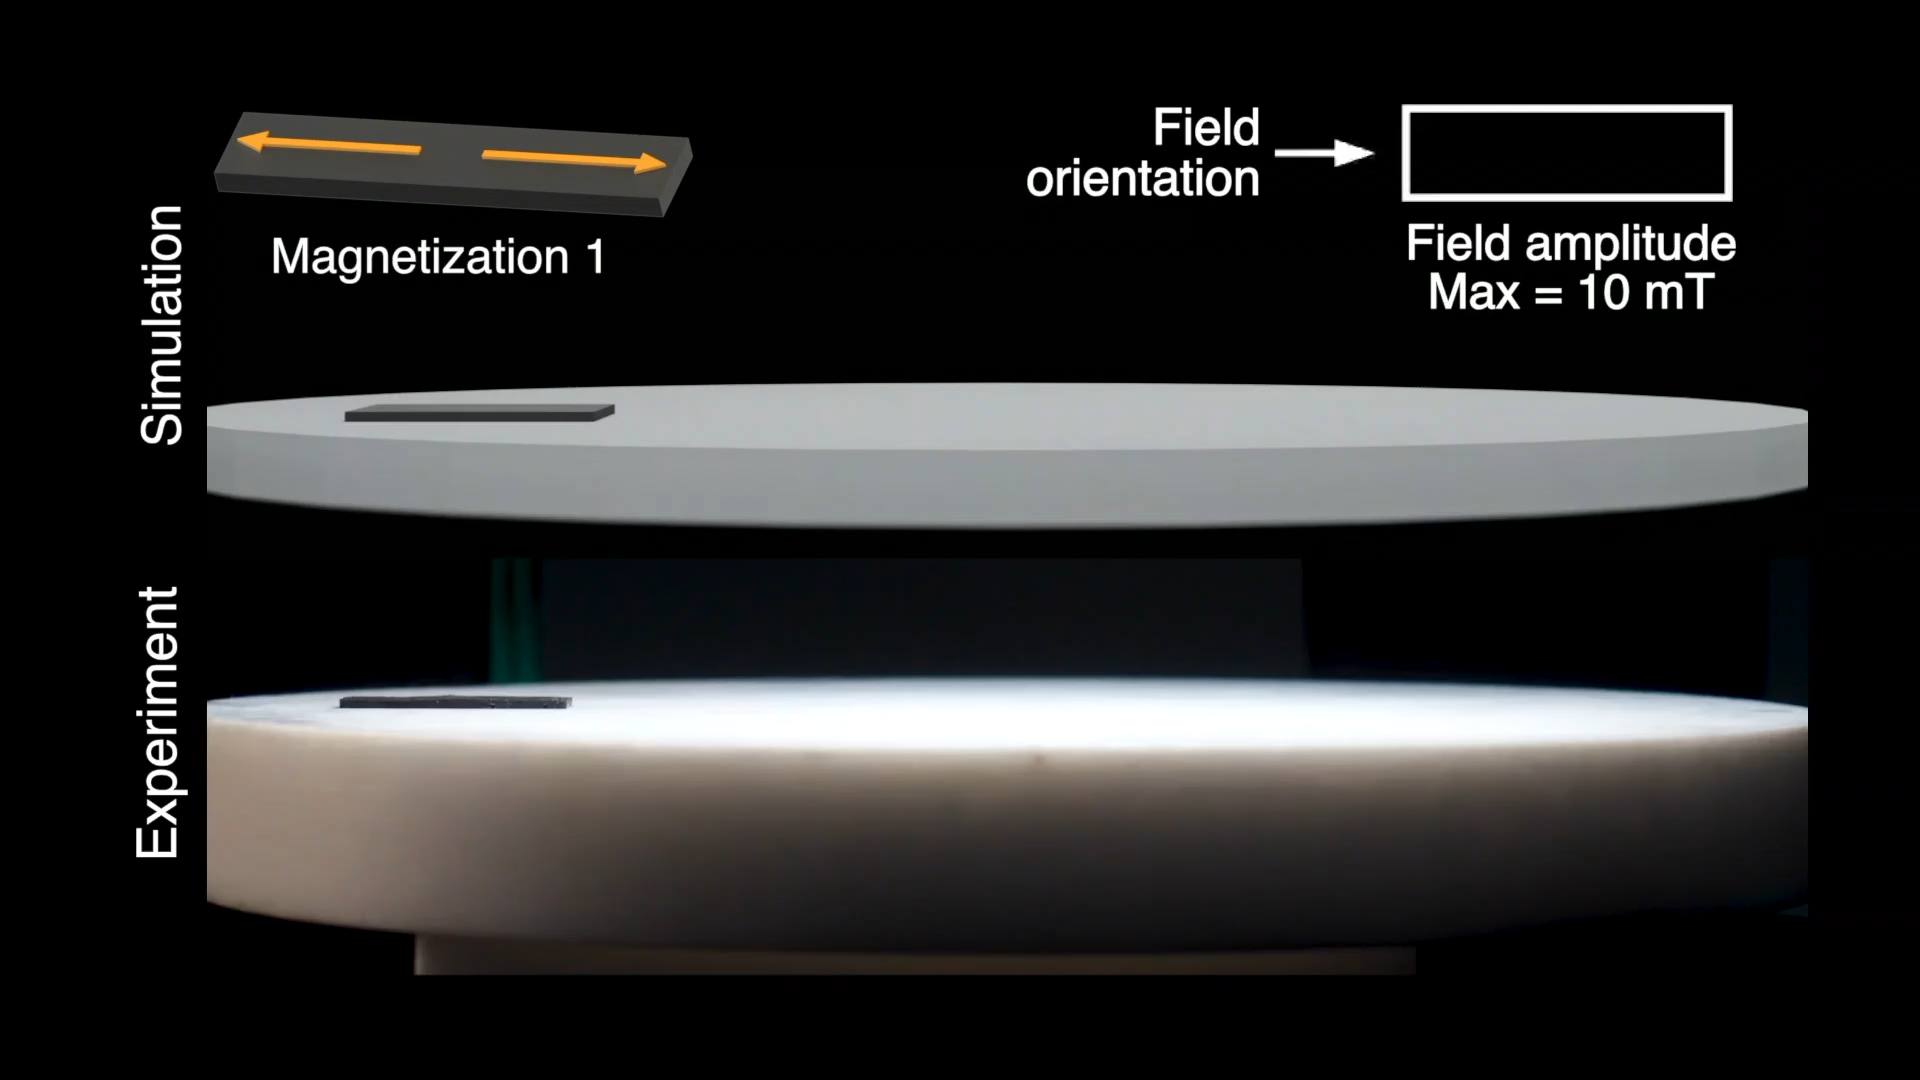 Field
orientation
Magnetization 1
Field amplitude
Max = 10 mT
Simulation
Experiment